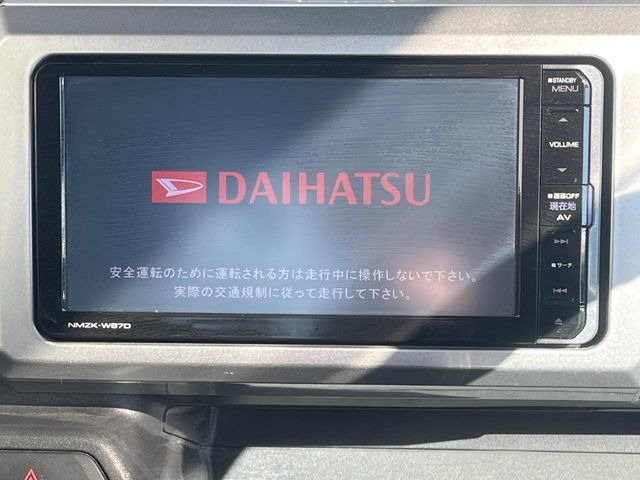 STANDBY
MENU
VOLUME
画面OFF
現在地
AV
サーチ
DAIHATSU
安全運転のために運転される方は走行中に操作しないで下さい。
実際の交通規制に従って走行して下さい。
NMZK-W67D